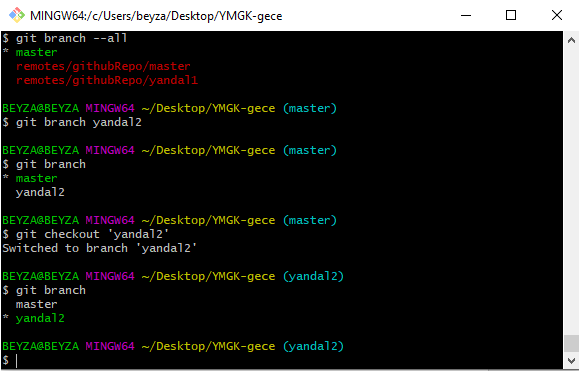 MINGW64:/c/Users/beyza/Desktop/YMGK-gece
$ git branch --all
* master
  remotes/githubRepo/master
  remotes/githubRepo/yandal1
BEYZA@BEYZA MINGW64 ~/Desktop/YMGK-gece (master)
$ git branch yandal2
BEYZA@BEYZA MINGW64 ~/Desktop/YMGK-gece (master)
$ git branch
* master
  yandal2
BEYZA@BEYZA MINGW64 ~/Desktop/YMGK-gece (master)
$ git checkout 'yandal2'
Switched to branch 'yandal2'
BEYZA@BEYZA MINGW64 ~/Desktop/YMGK-gece (yandal2)
$ git branch
  master
* yandal2
BEYZA@BEYZA MINGW64 ~/Desktop/YMGK-gece (yandal2)
$